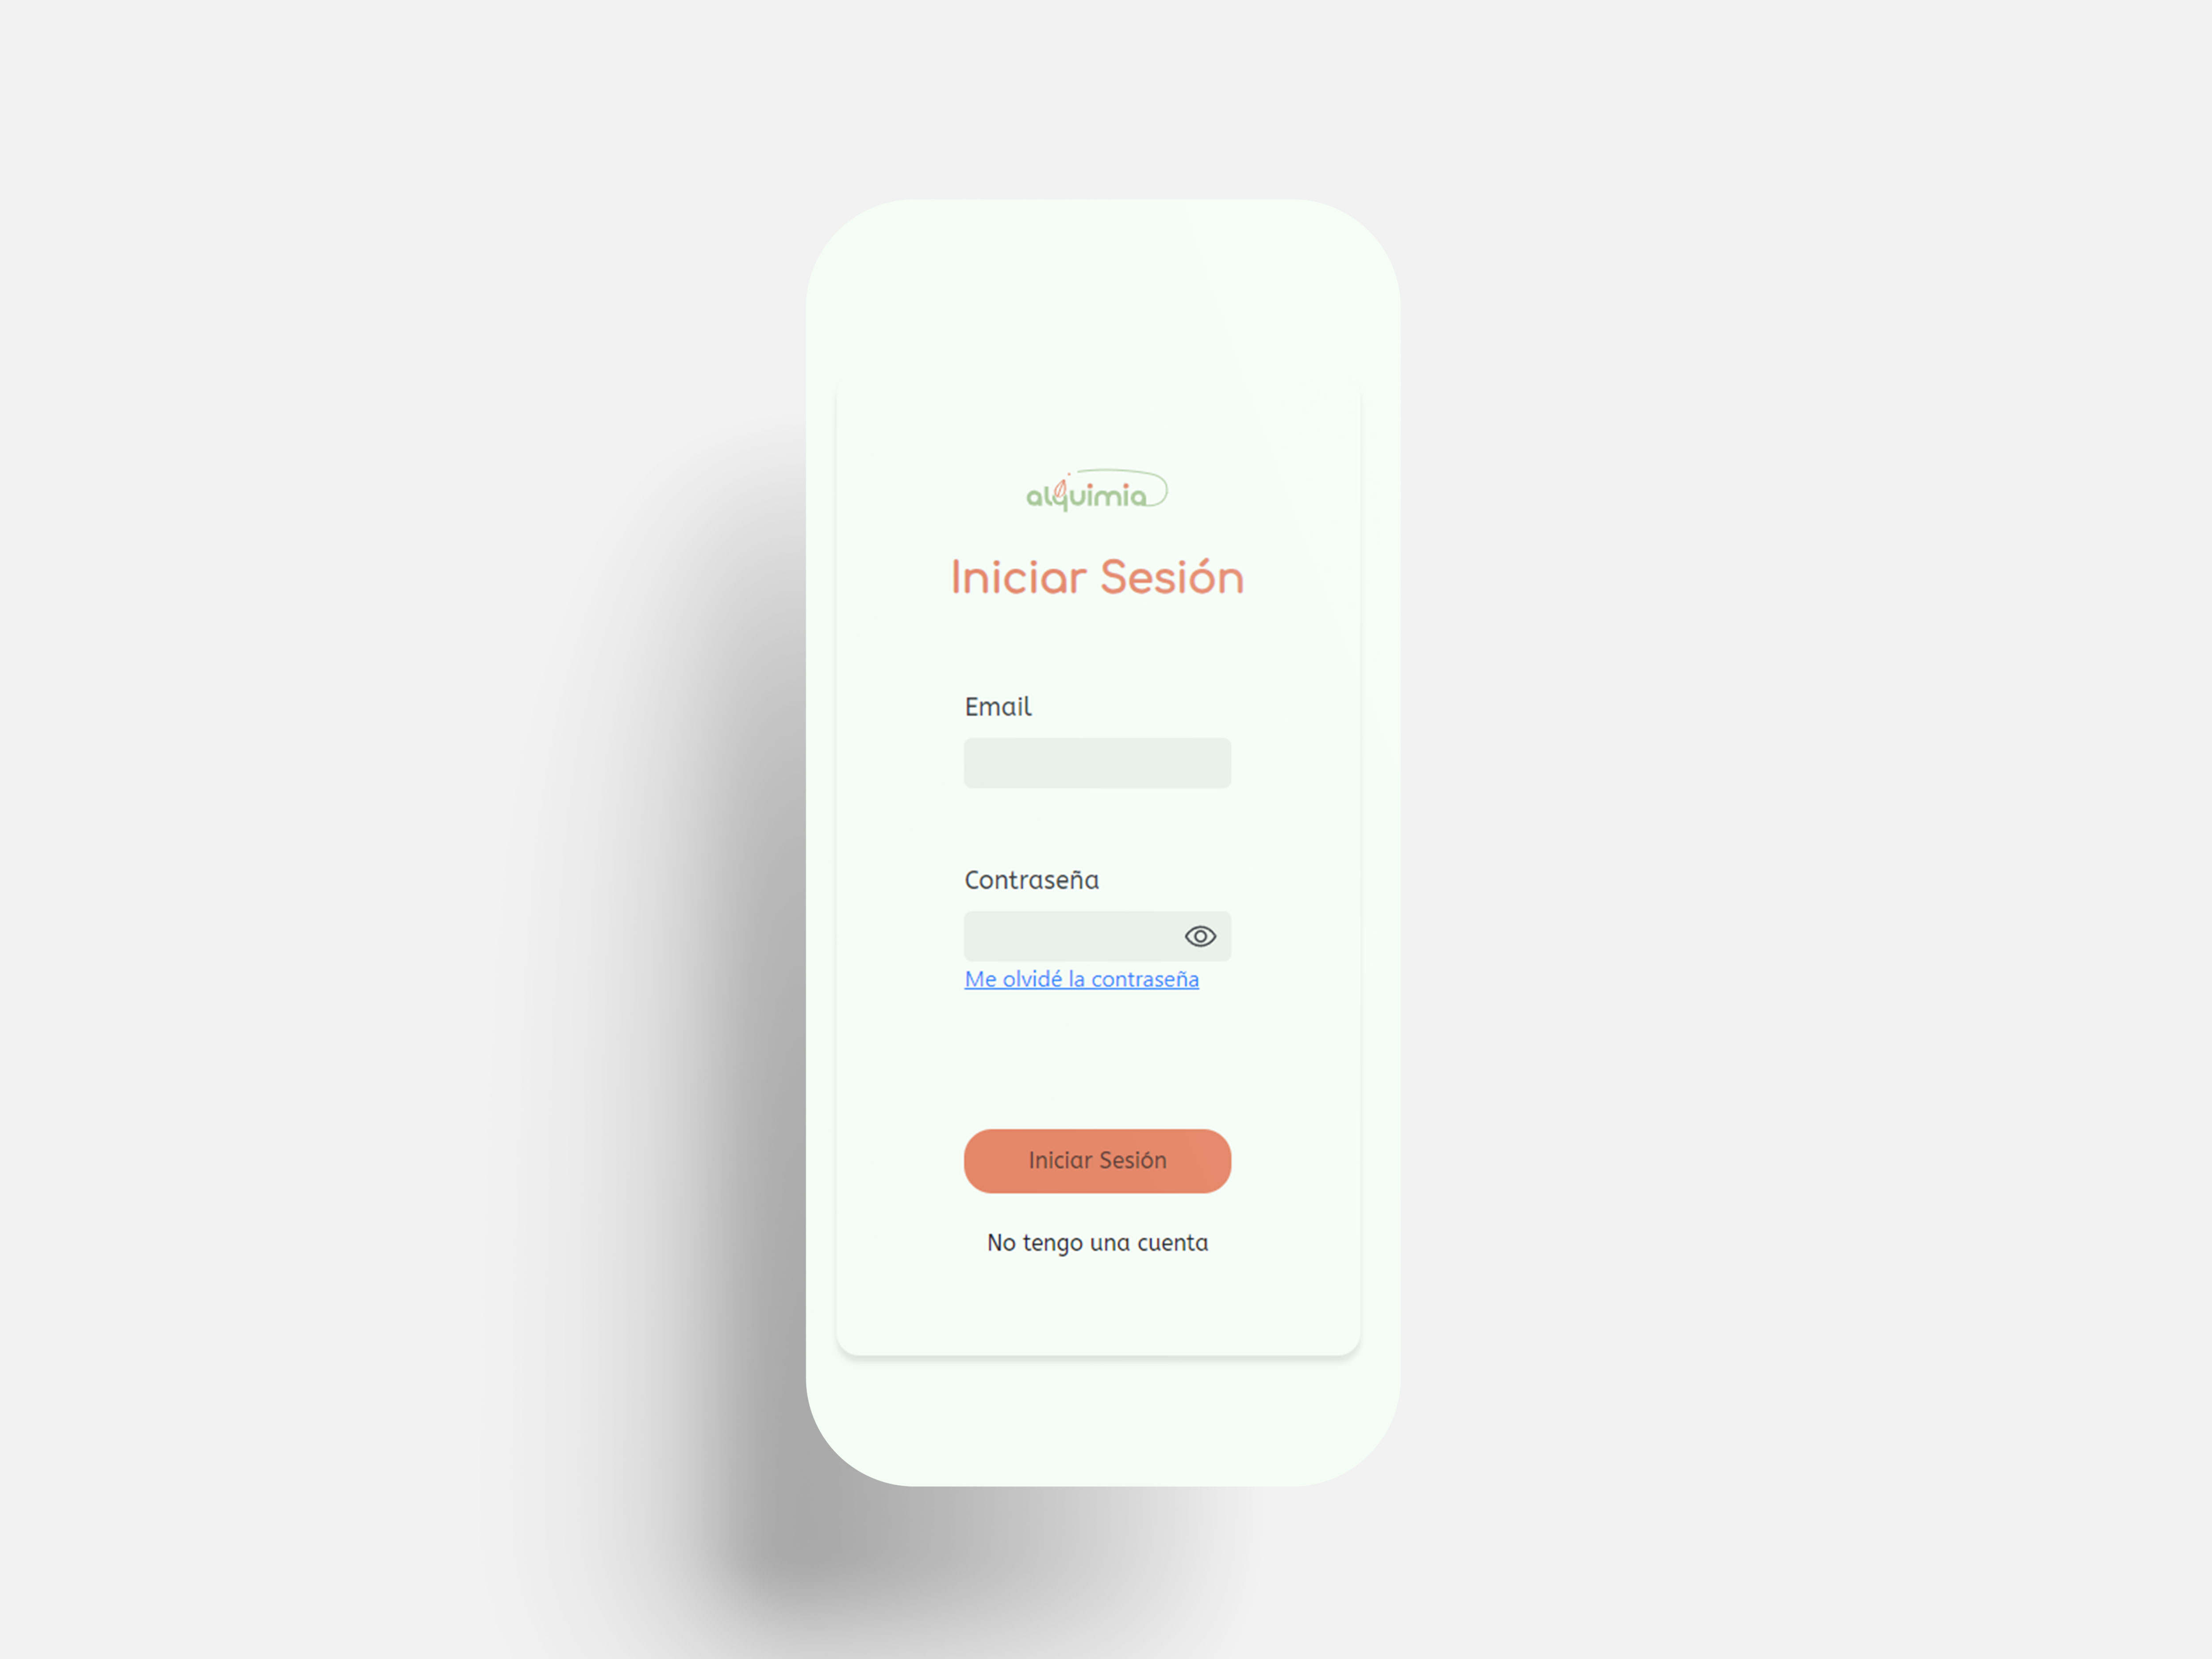 alquimia
Iniciar Sesión
Email
Contraseña
Me olvidé la contraseña
Iniciar Sesión
No tengo una cuenta